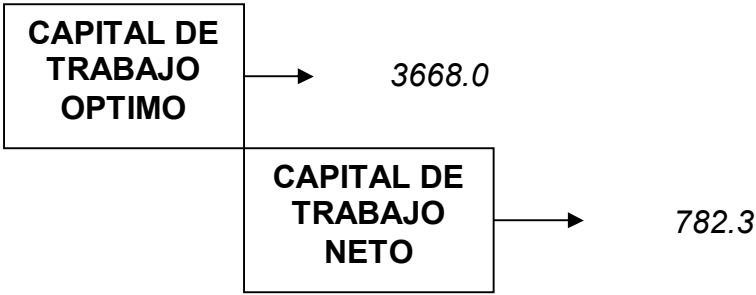 CAPITAL DE
TRABAJO
OPTIMO
3668.0
CAPITAL DE
TRABAJO
NETO
782.3